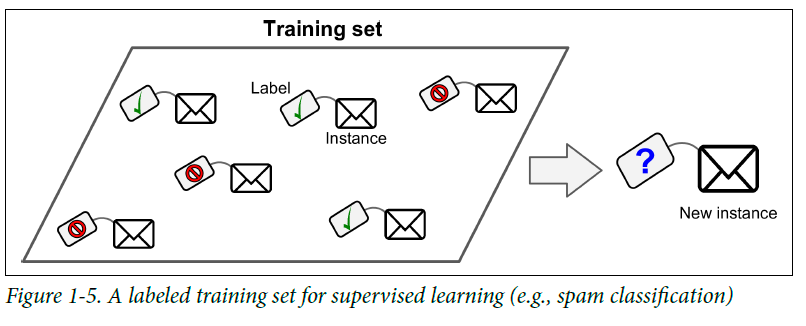 Training set
Label
Instance
?
New instance
Figure 1-5. A labeled training set for supervised learning (e.g., spam classification)